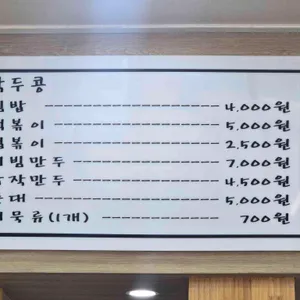 두콩
밥 4,000원
볶이 5,000원
볶이 2,500원
빔만두 7,000원
작만두 4,500원
대 5,000원
묵류(1개) 700원